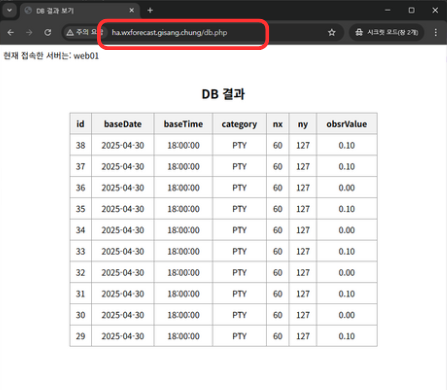 DB 결과 보기
주의 요함 ha.wxforecast.gisang.chung/db.php 시크릿 모드(창 2개)
현재 접속한 서버는: web01
DB 결과
id baseDate baseTime category nx ny obsrValue
38 2025-04-30 18:00:00 PTY 60 127 0.10
37 2025-04-30 18:00:00 PTY 60 127 0.10
36 2025-04-30 18:00:00 PTY 60 127 0.00
35 2025-04-30 18:00:00 PTY 60 127 0.10
34 2025-04-30 18:00:00 PTY 60 127 0.00
33 2025-04-30 18:00:00 PTY 60 127 0.10
32 2025-04-30 18:00:00 PTY 60 127 0.00
31 2025-04-30 18:00:00 PTY 60 127 0.10
30 2025-04-30 18:00:00 PTY 60 127 0.00
29 2025-04-30 18:00:00 PTY 60 127 0.10